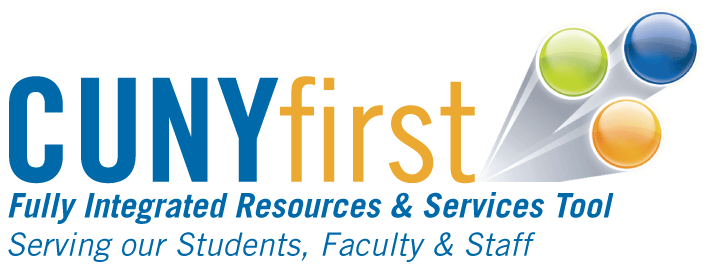 CUNYfirst
Fully Integrated Resources & Services Tool
Serving our Students, Faculty & Staff